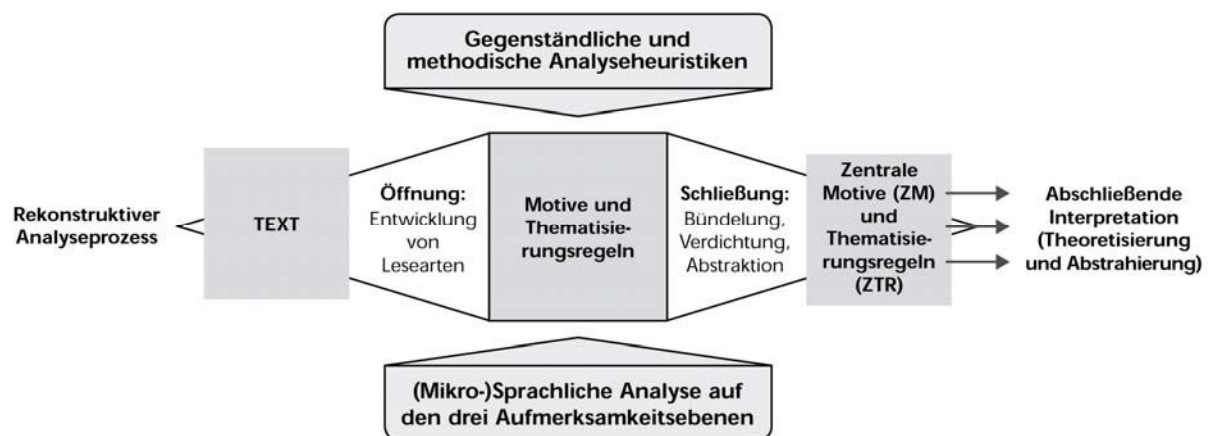 Gegenständliche und
methodische Analyseheuristiken
Rekonstruktiver
Analyseprozess
TEXT
Öffnung:
Entwicklung
von
Lesearten
Motive und
Thematisie-
rungsregeln
Schließung:
Bündelung,
Verdichtung,
Abstraktion
Zentrale
Motive (ZM)
und
Thematisie-
rungsregeln
(ZTR)
Abschließende
Interpretation
(Theoretisierung
und Abstrahierung)
(Mikro-)Sprachliche Analyse auf
den drei Aufmerksamkeitsebenen